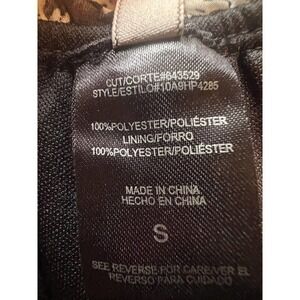 CUT/CORTE#643529
STYLE/ESTILO#10A9HP4285
100%POLYESTER/POLIÉSTER
LINING/FORRO
100%POLYESTER/POLIÉSTER
MADE IN CHINA
HECHO EN CHINA
S
SEE REVERSE FOR CARE/VER EL
REVERSO PARA CUIDADO